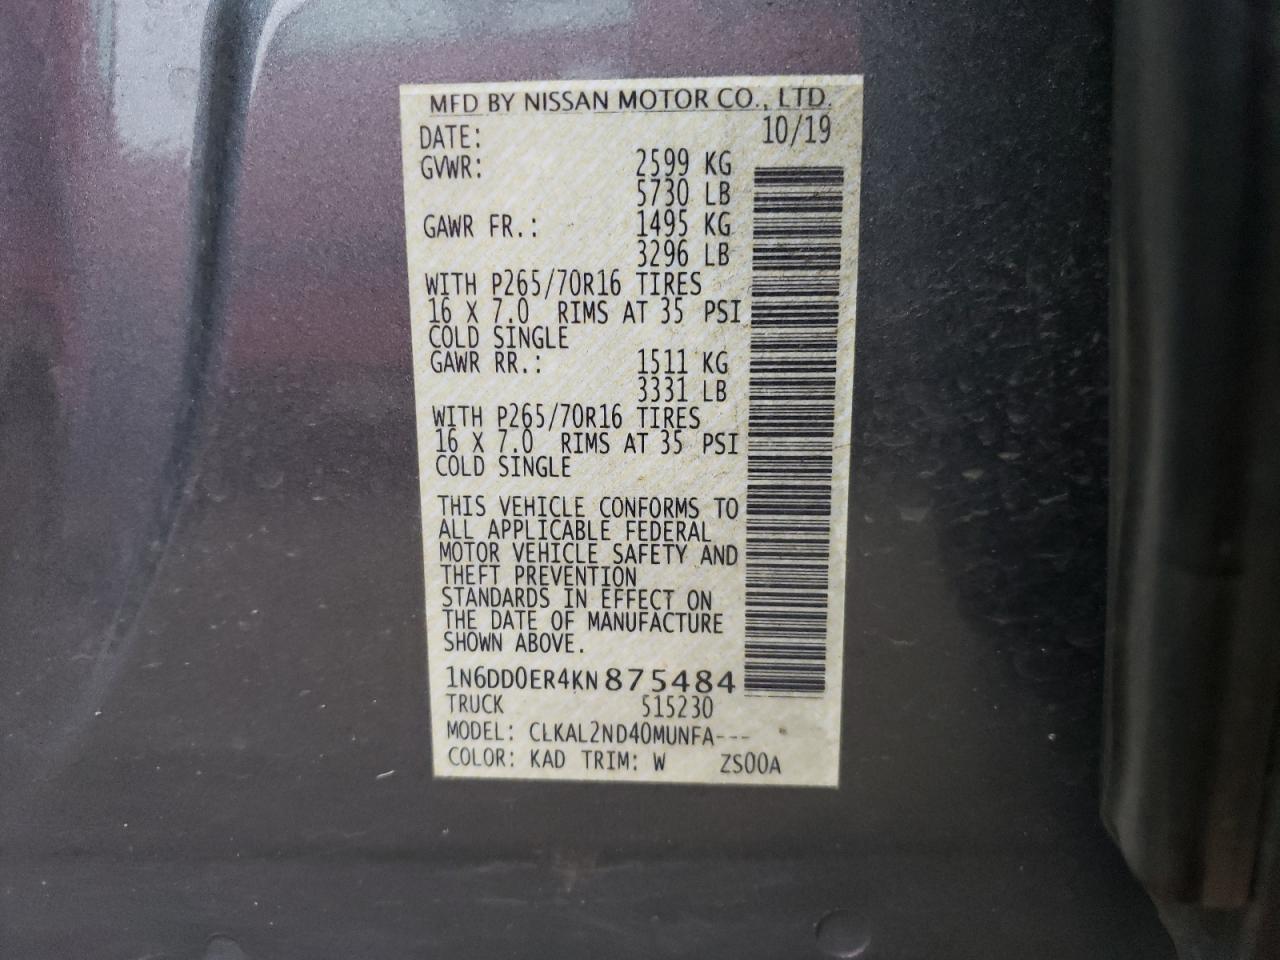 MFD BY NISSAN MOTOR CO., LTD.
DATE: 10/19
GVWR: 2599 KG
5730 LB
GAWR FR.: 1495 KG
3296 LB
WITH P265/70R16 TIRES
16 X 7.0 RIMS AT 35 PSI
COLD SINGLE
GAWR RR.: 1511 KG
3331 LB
WITH P265/70R16 TIRES
16 X 7.0 RIMS AT 35 PSI
COLD SINGLE
THIS VEHICLE CONFORMS TO
ALL APPLICABLE FEDERAL
MOTOR VEHICLE SAFETY AND
THEFT PREVENTION
STANDARDS IN EFFECT ON
THE DATE OF MANUFACTURE
SHOWN ABOVE.
1N6DD0ER4KN875484
TRUCK 515230
MODEL: CLKAL2ND40MUNFA---
COLOR: KAD TRIM: W ZS00A